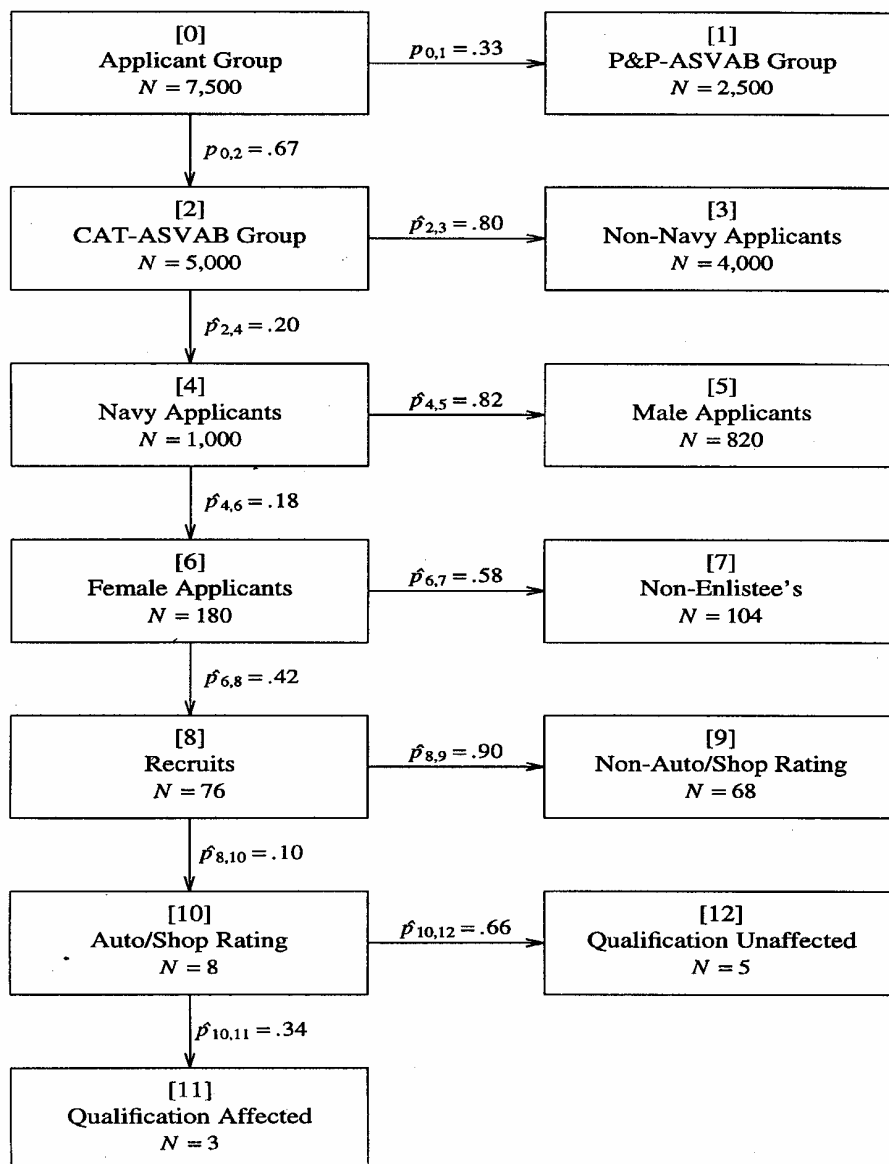 [0]
Applicant Group
N = 7,500
p0,1 = .33
[1]
P&P-ASVAB Group
N = 2,500
p0,2 = .67
[2]
CAT-ASVAB Group
N = 5,000
p̂2,3 = .80
[3]
Non-Navy Applicants
N = 4,000
p̂2,4 = .20
[4]
Navy Applicants
N = 1,000
p̂4,5 = .82
[5]
Male Applicants
N = 820
p̂4,6 = .18
[6]
Female Applicants
N = 180
p̂6,7 = .58
[7]
Non-Enlistee's
N = 104
p̂6,8 = .42
[8]
Recruits
N = 76
p̂8,9 = .90
[9]
Non-Auto/Shop Rating
N = 68
p̂8,10 = .10
[10]
Auto/Shop Rating
N = 8
p̂10,12 = .66
[12]
Qualification Unaffected
N = 5
p̂10,11 = .34
[11]
Qualification Affected
N = 3